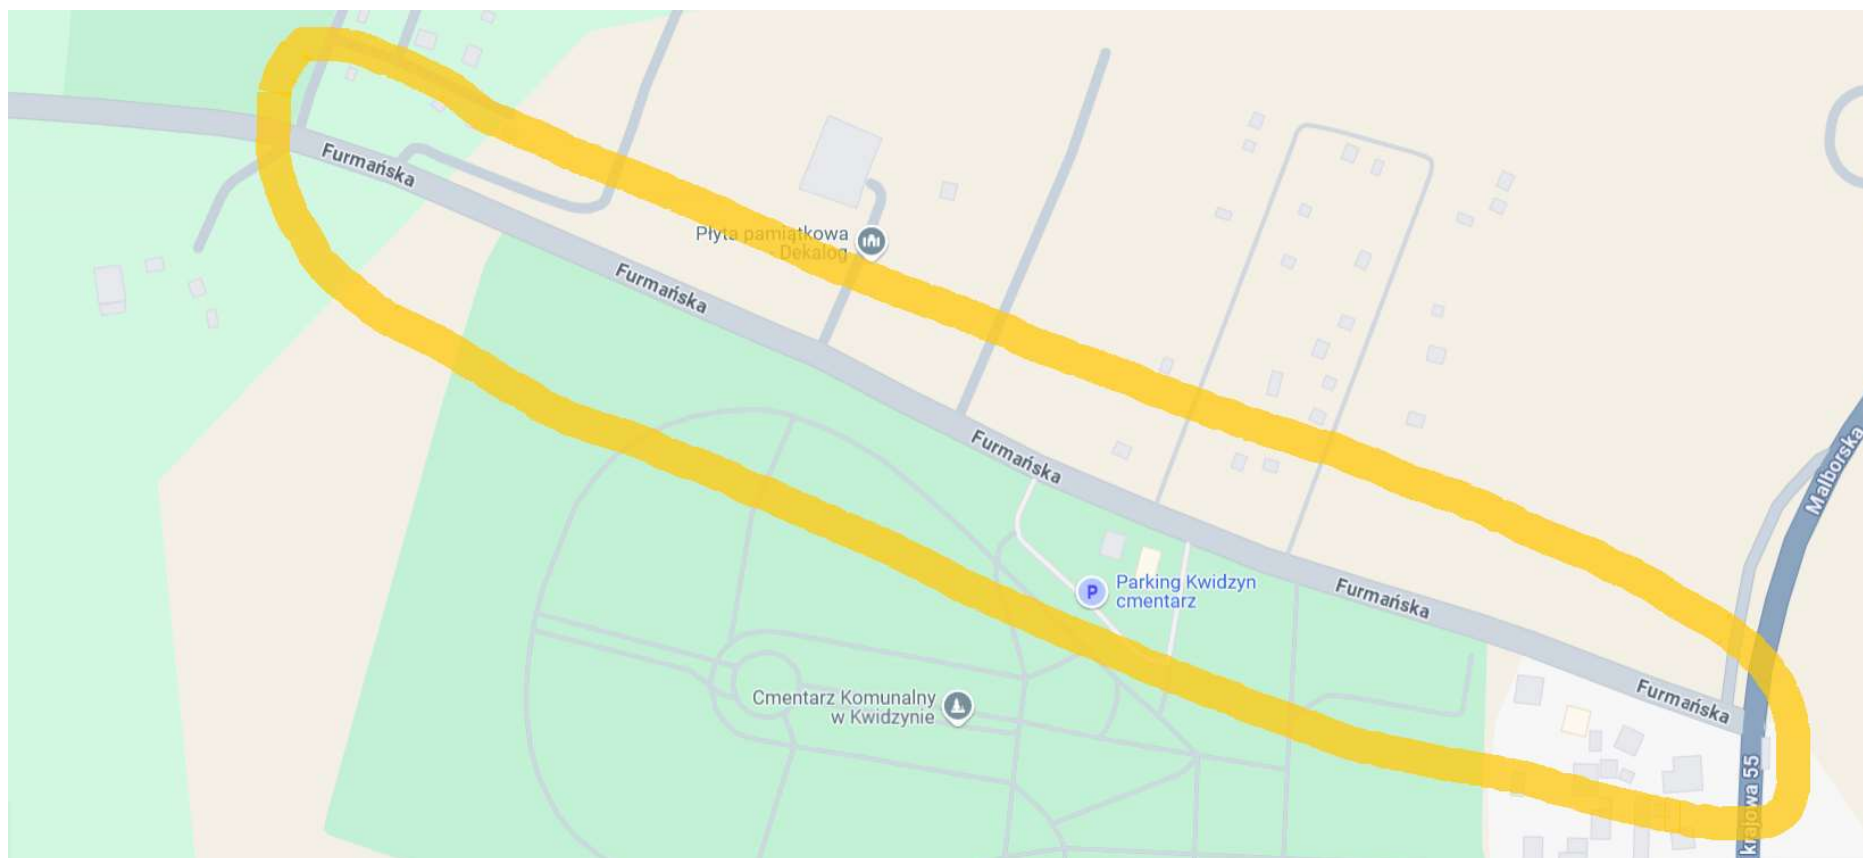 Furmańska
Płyta pamiątkowa
- Dekalog
Furmańska
Malborska
Furmańska
P
Parking Kwidzyn
cmentarz
Furmańska
Furmańska
Cmentarz Komunalny
w Kwidzynie
krajowa 55